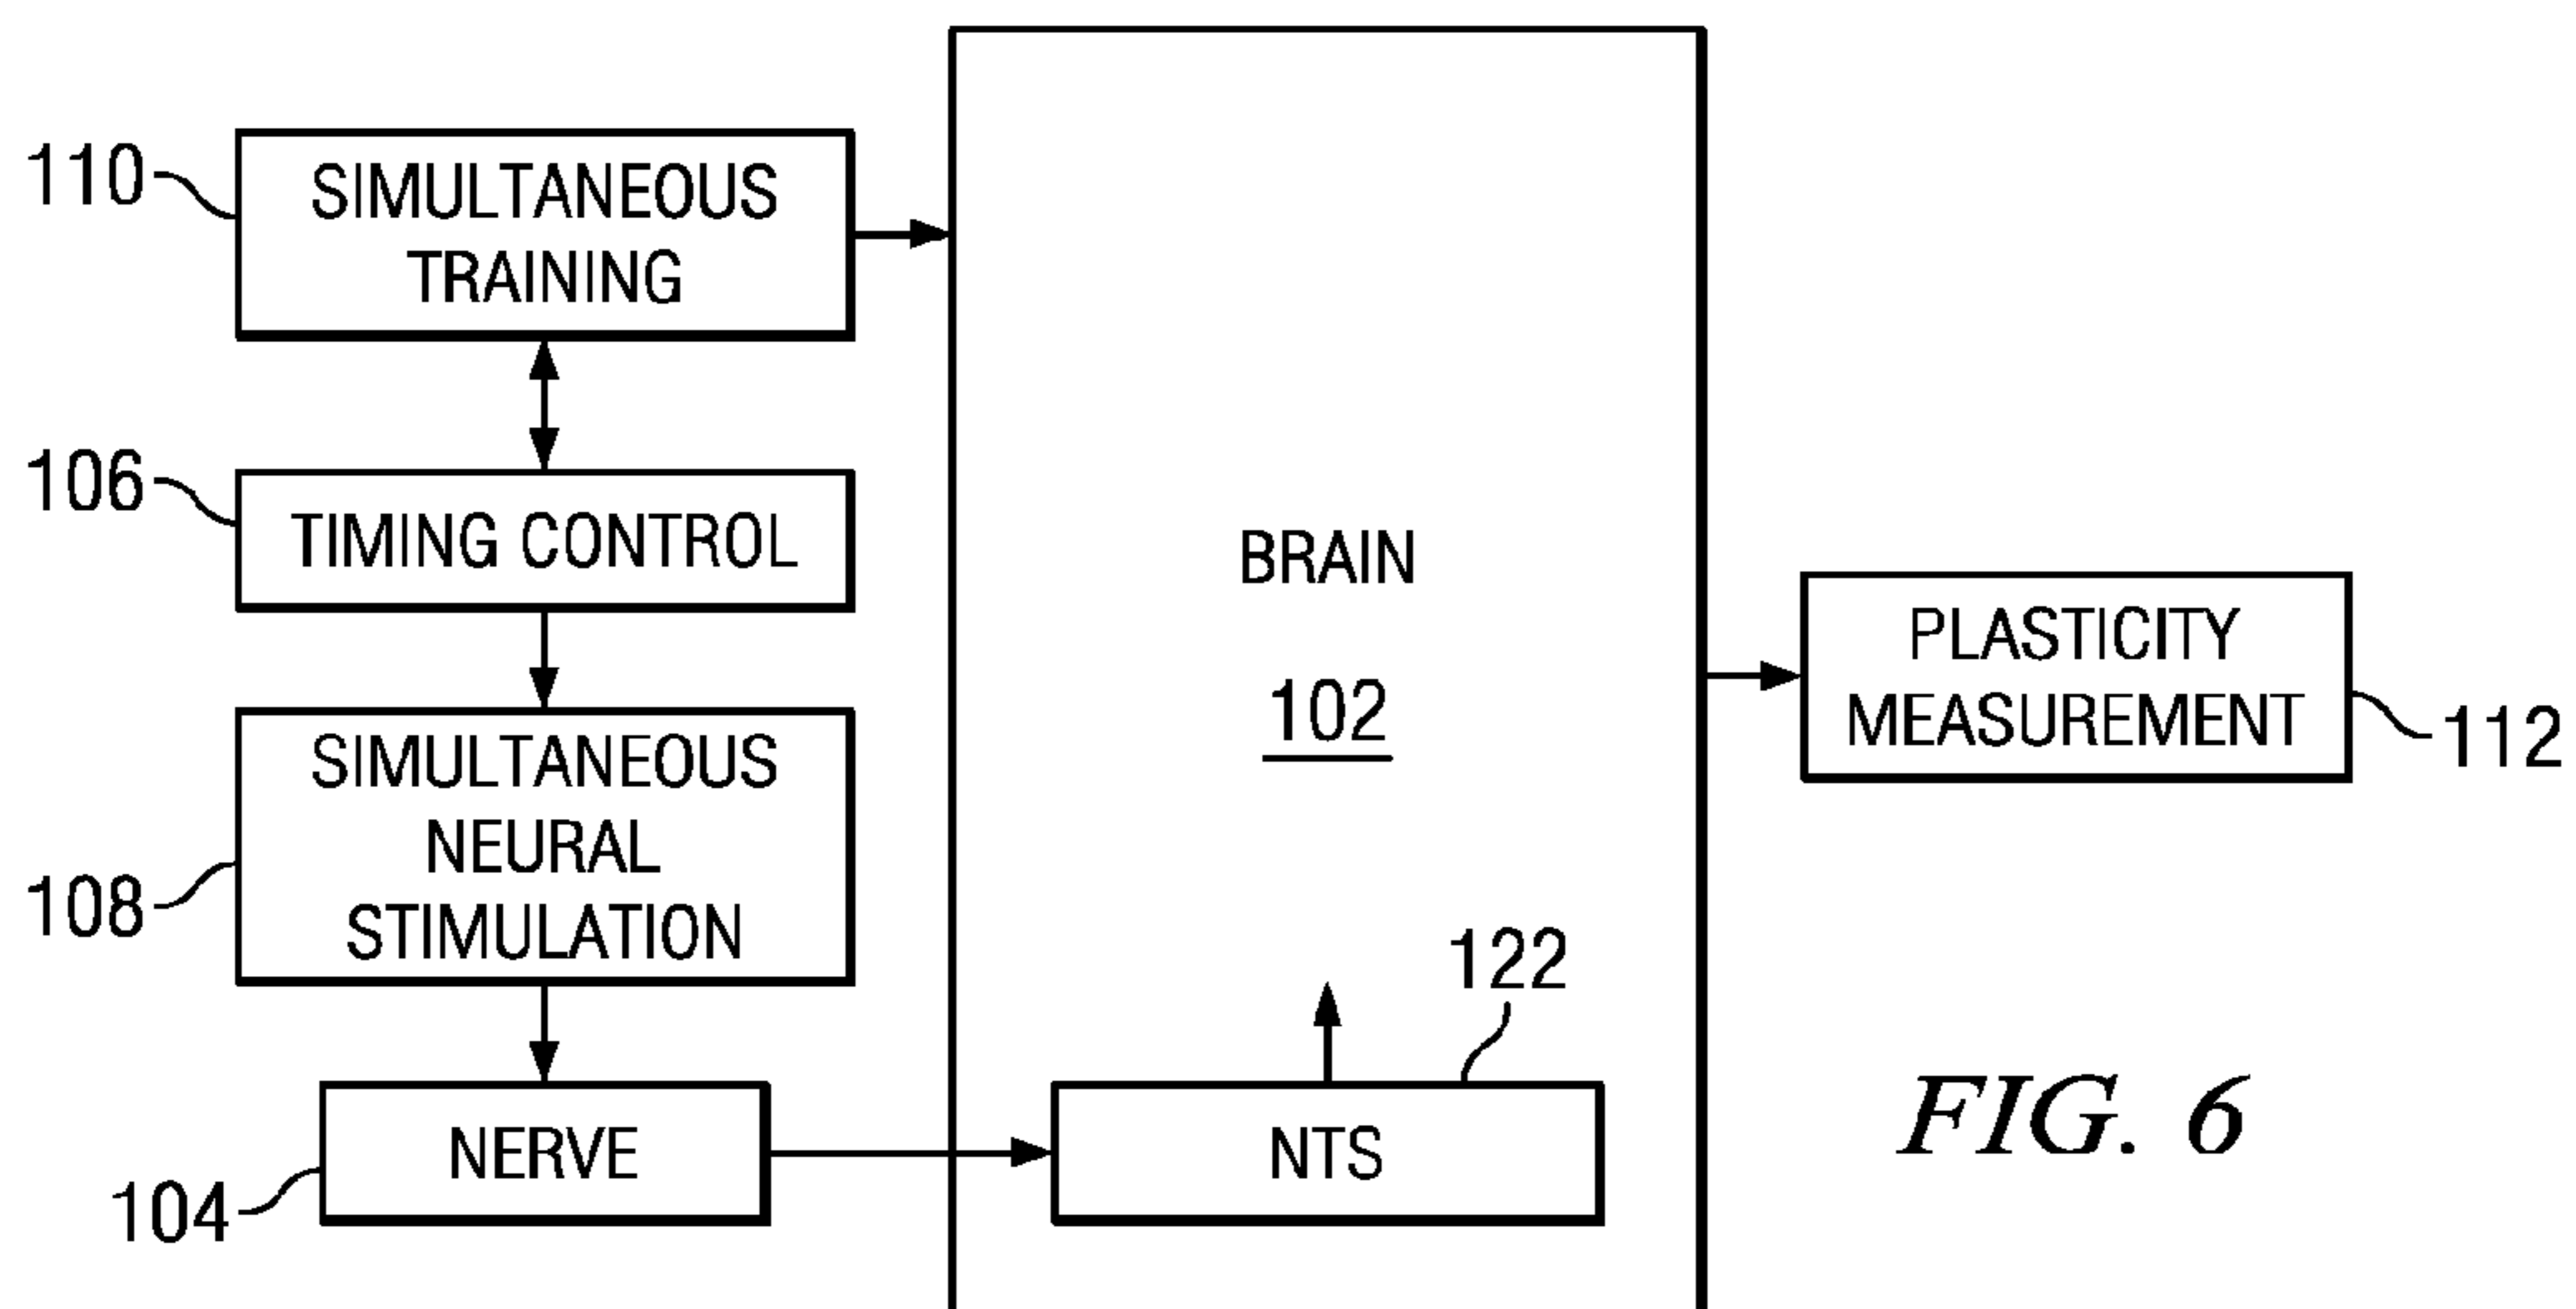 110
SIMULTANEOUS
TRAINING
106
TIMING CONTROL
108
SIMULTANEOUS
NEURAL
STIMULATION
104
NERVE
BRAIN
102
122
NTS
PLASTICITY
MEASUREMENT
112
FIG. 6